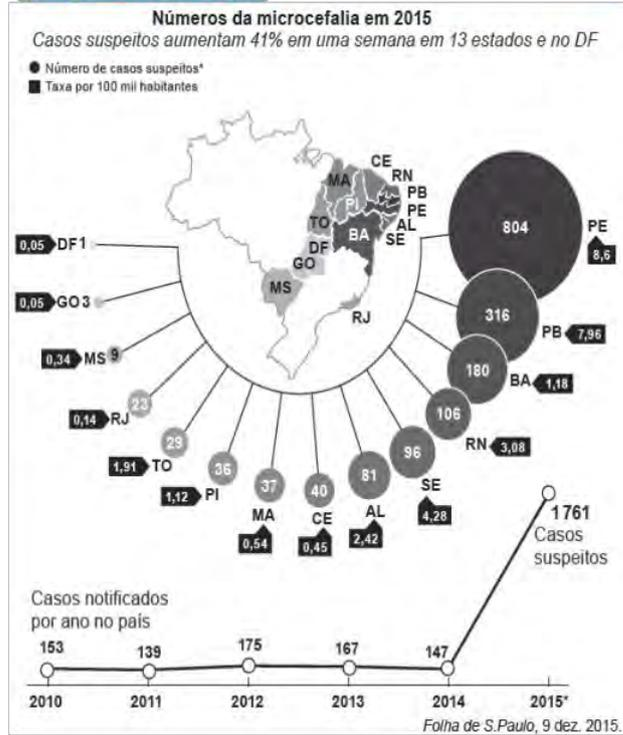 Números da microcefalia em 2015
Casos suspeitos aumentam 41% em uma semana em 13 estados e no DF
Número de casos suspeitos*
Taxa por 100 mil habitantes
CE
RN
MA
PB
PI
PE
TO
AL
BA
SE
DF
GO
MS
RJ
804
PE
8,6
316
PB 7,96
180
BA 1,18
106
RN 3,08
96
SE
4,28
81
AL
2,42
40
CE
0,45
37
MA
0,54
36
1,12 PI
29
1,91 TO
23
0,14 RJ
0,34 MS 9
0,05 GO 3
0,05 DF 1
Casos notificados
por ano no país
153
139
175
167
147
1761
Casos
suspeitos
2010 2011 2012 2013 2014 2015*
Folha de S.Paulo, 9 dez. 2015.